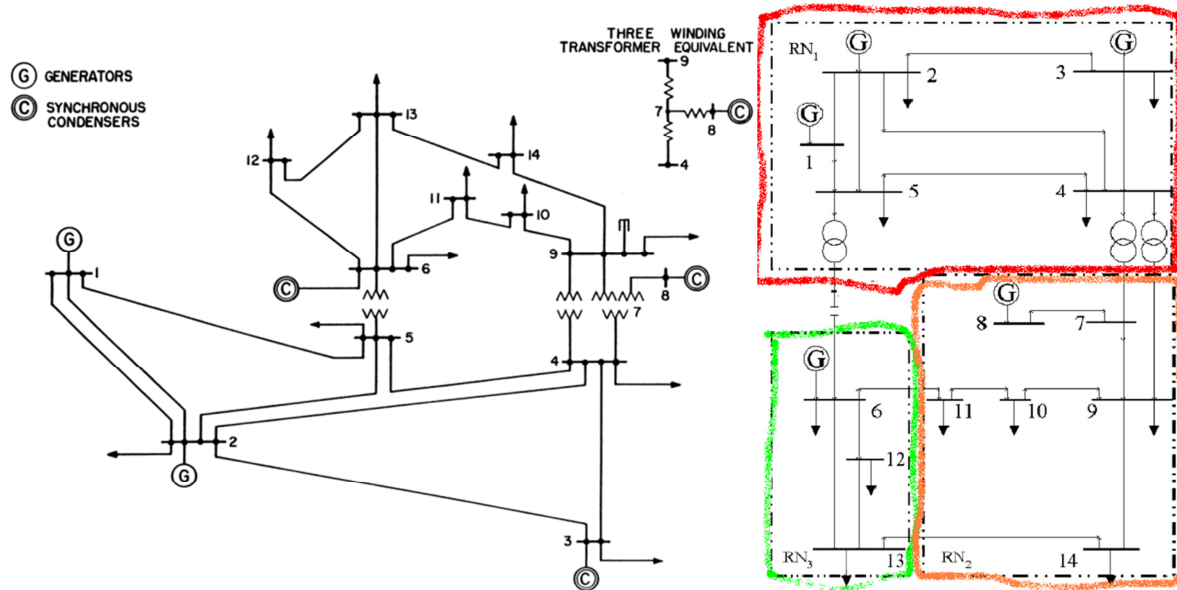 THREE WINDING
TRANSFORMER EQUIVALENT
G GENERATORS
C SYNCHRONOUS
CONDENSERS
9
7
8
C
4
13
12
14
11
10
9
6
C
8
C
7
G
1
5
4
2
G
3
C
RN1
G
G
2
3
G
1
5
4
G
8
7
G
6
11
10
9
12
RN3
13
RN2
14